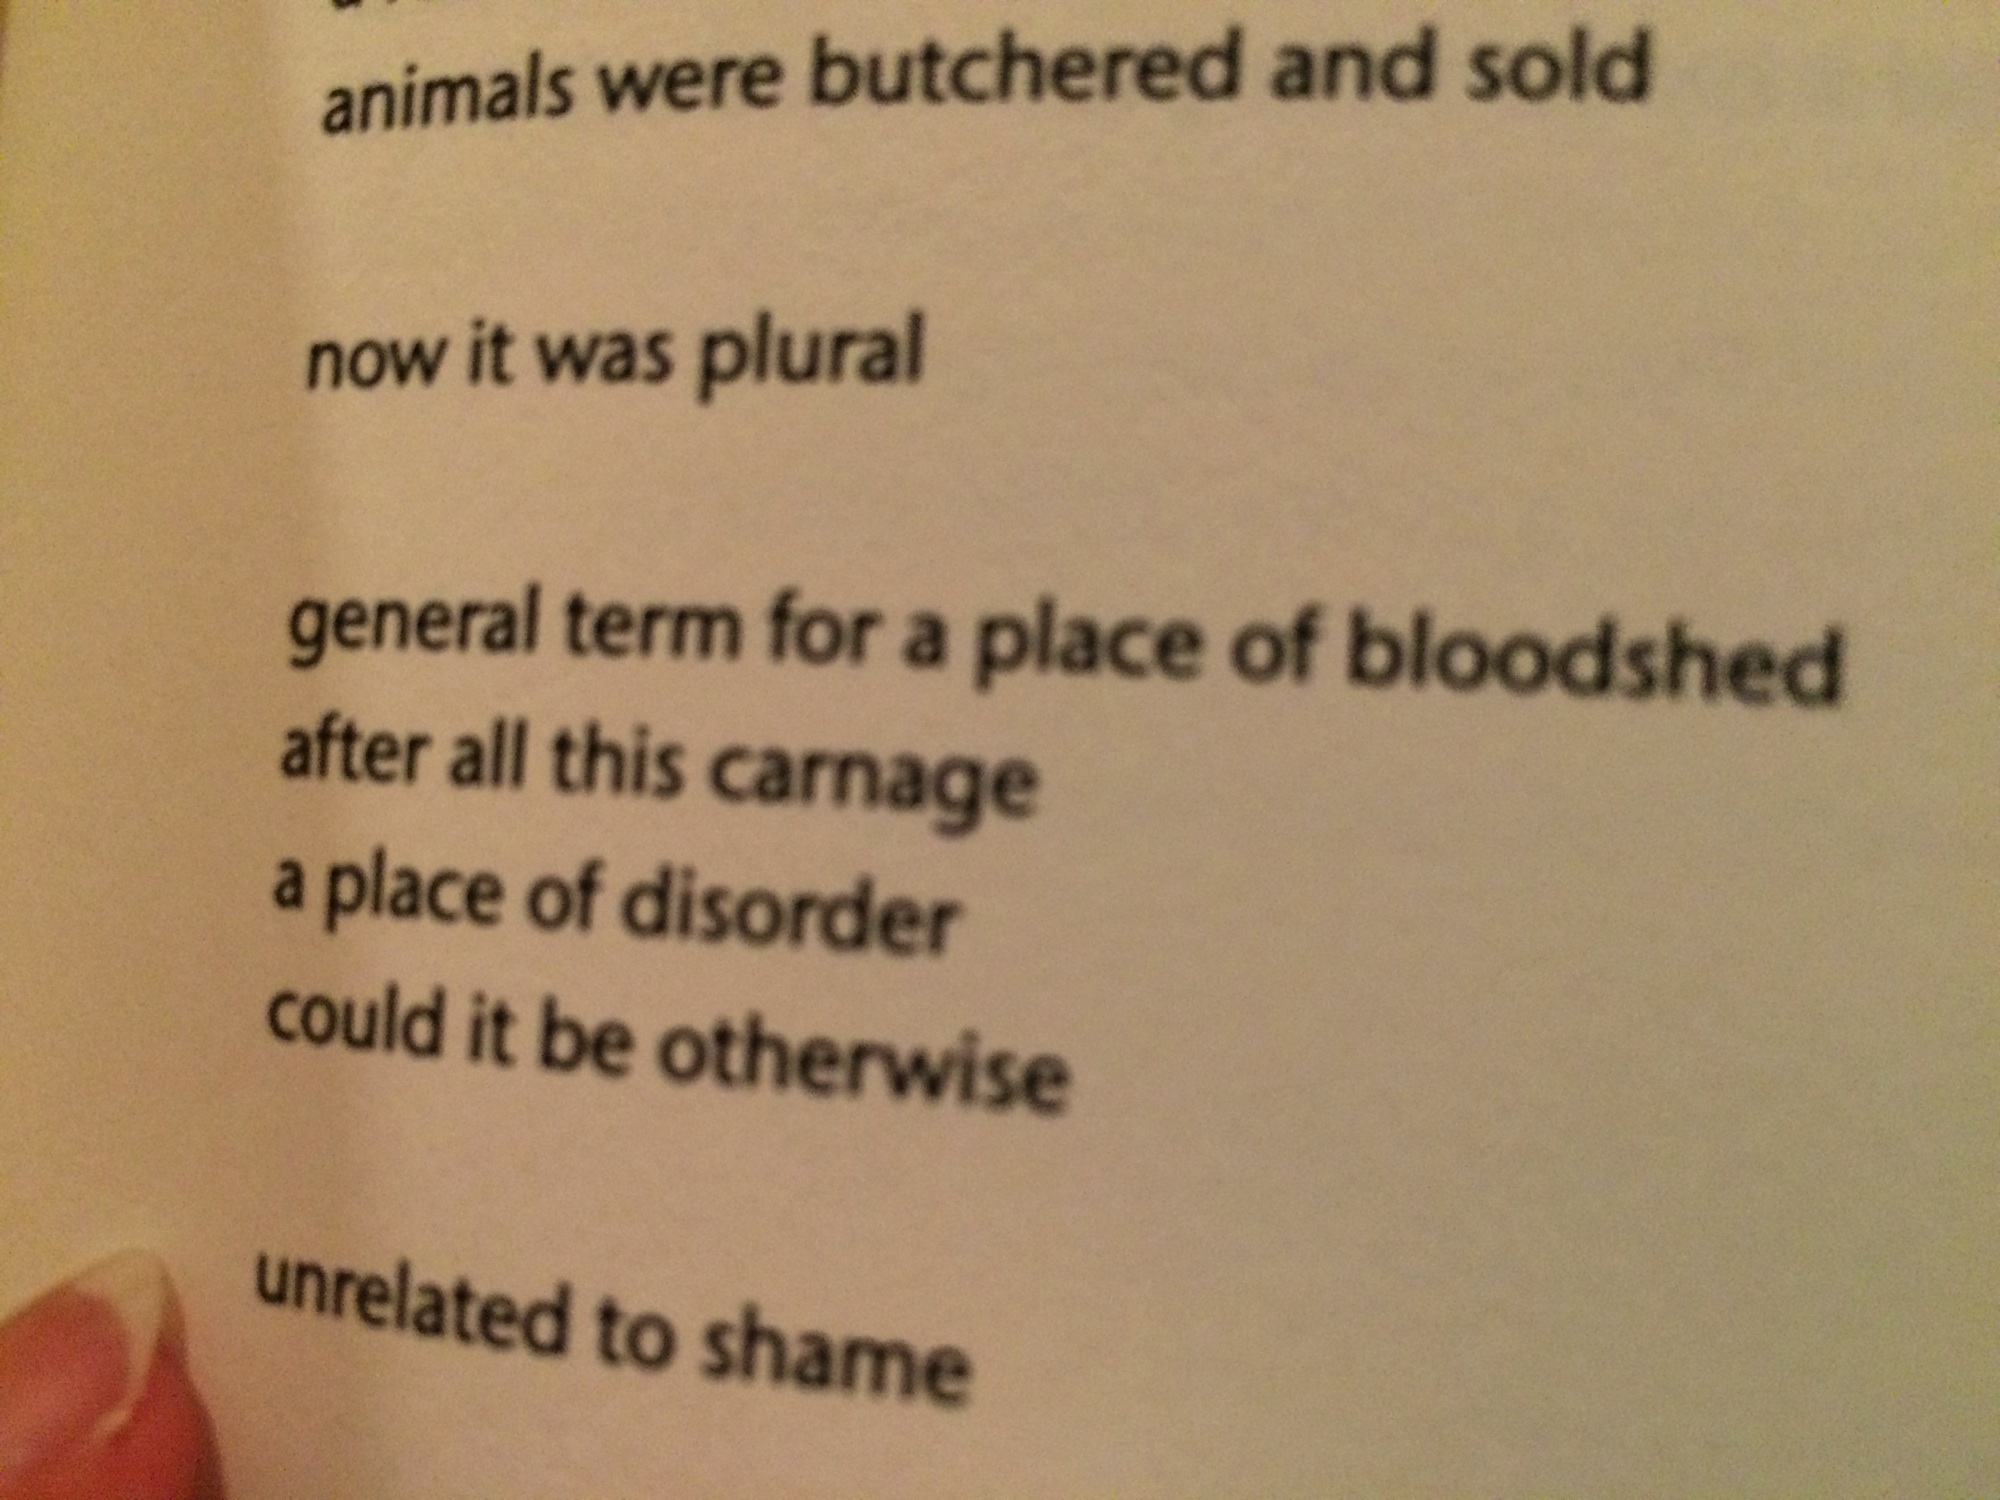 animals were butchered and sold
now it was plural
general term for a place of bloodshed
after all this carnage
a place of disorder
could it be otherwise
unrelated to shame